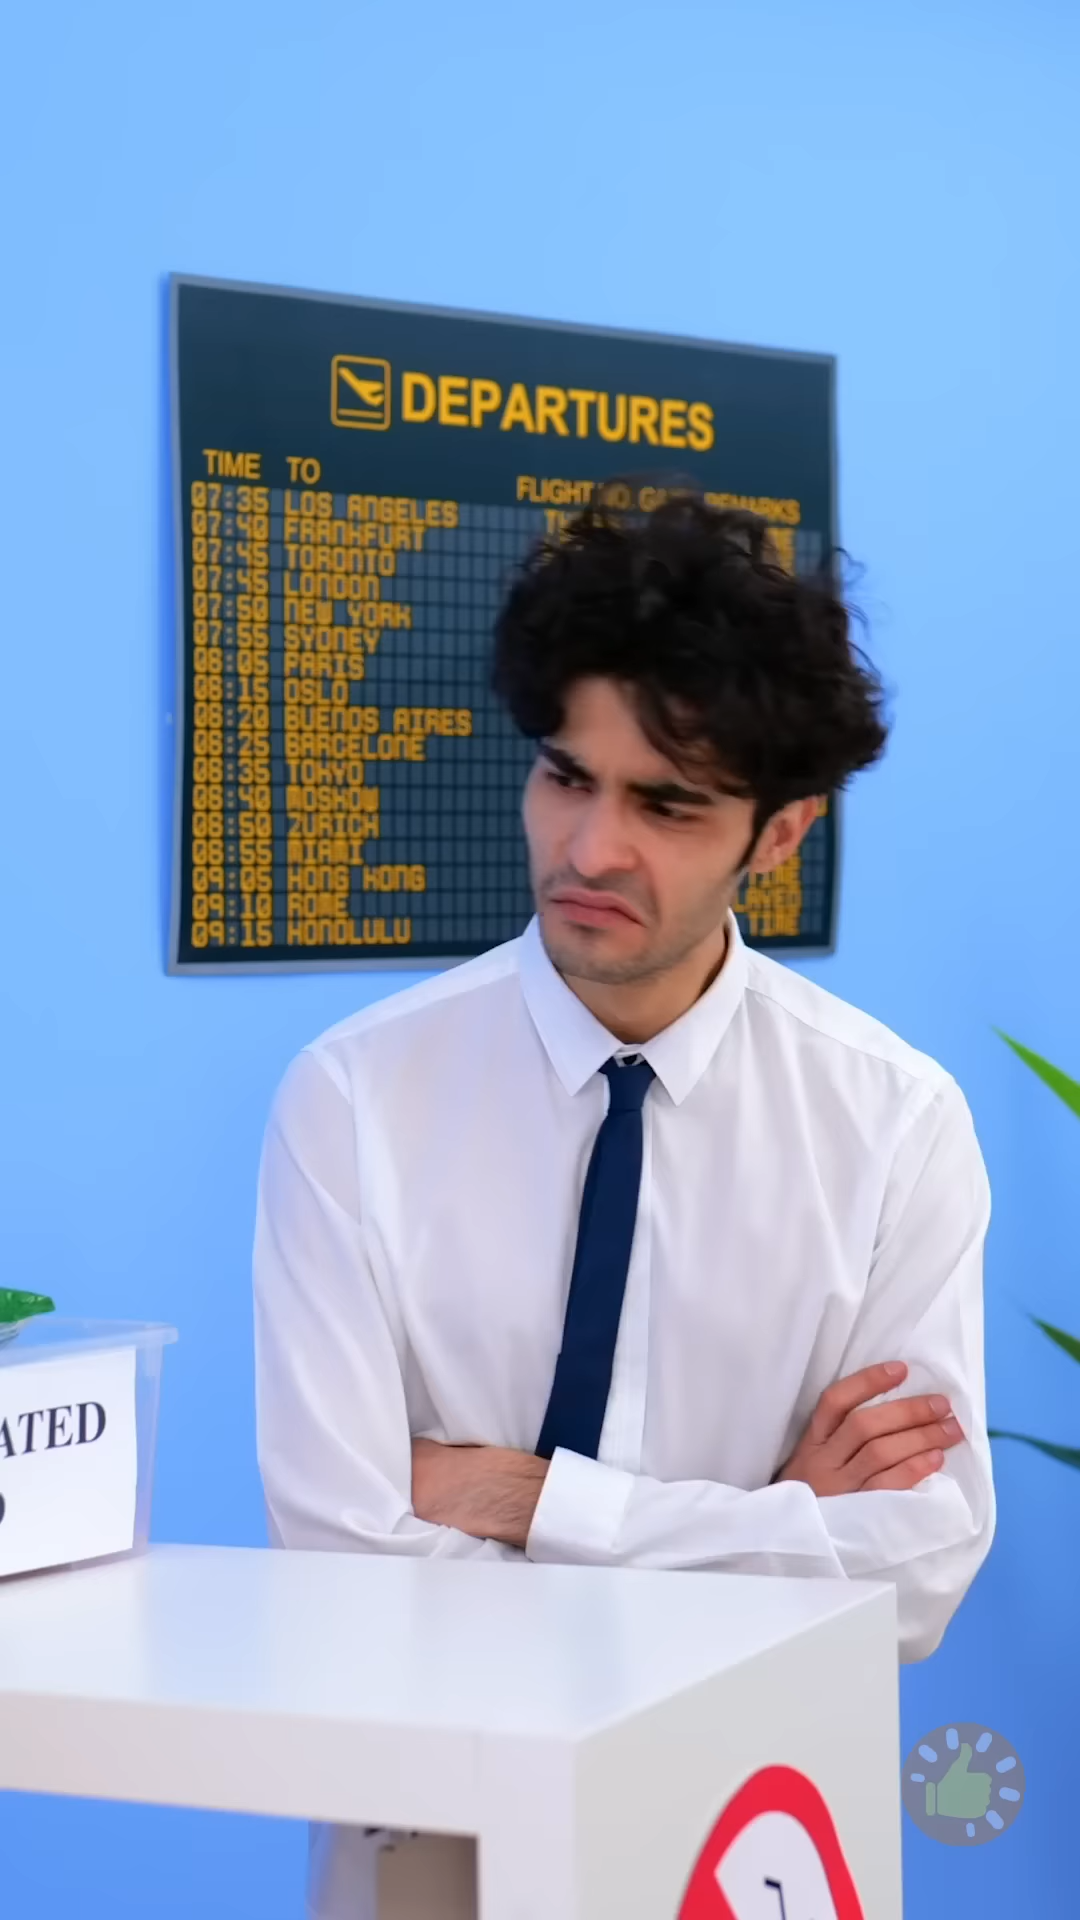 DEPARTURES
TIME TO FLIGHT NO. REMARKS
07:35 LOS ANGELES
07:40 FRANKFURT
07:45 TORONTO
07:45 LONDON
07:50 NEW YORK
07:55 SYDNEY
08:05 PARIS
08:15 OSLO
08:20 BUENOS AIRES
08:25 BARCELONE
08:35 TOKYO
08:40 MOSKOW
08:50 ZURICH
08:55 MIAMI
09:05 HONG KONG TIME
09:10 ROME LAYED
09:15 HONOLULU TIME
ATED